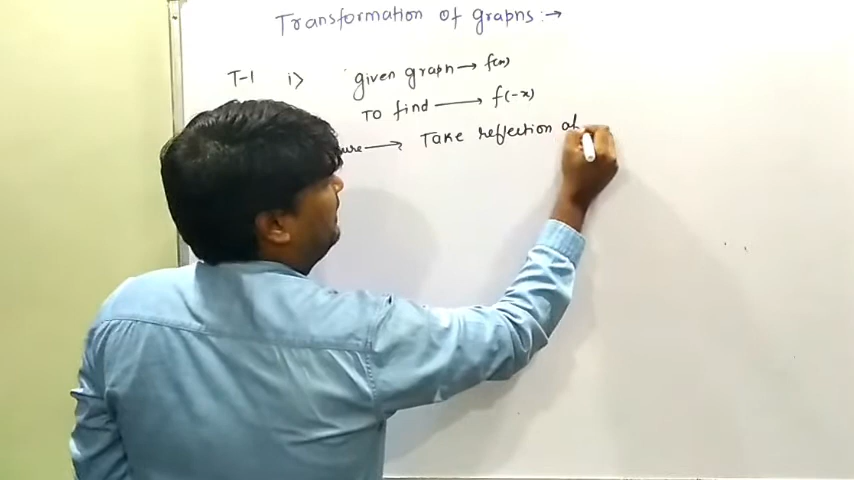 Transformation of graphs :→
T-1 i> given graph → f(x)
To find → f(-x)
ure → Take reflection of